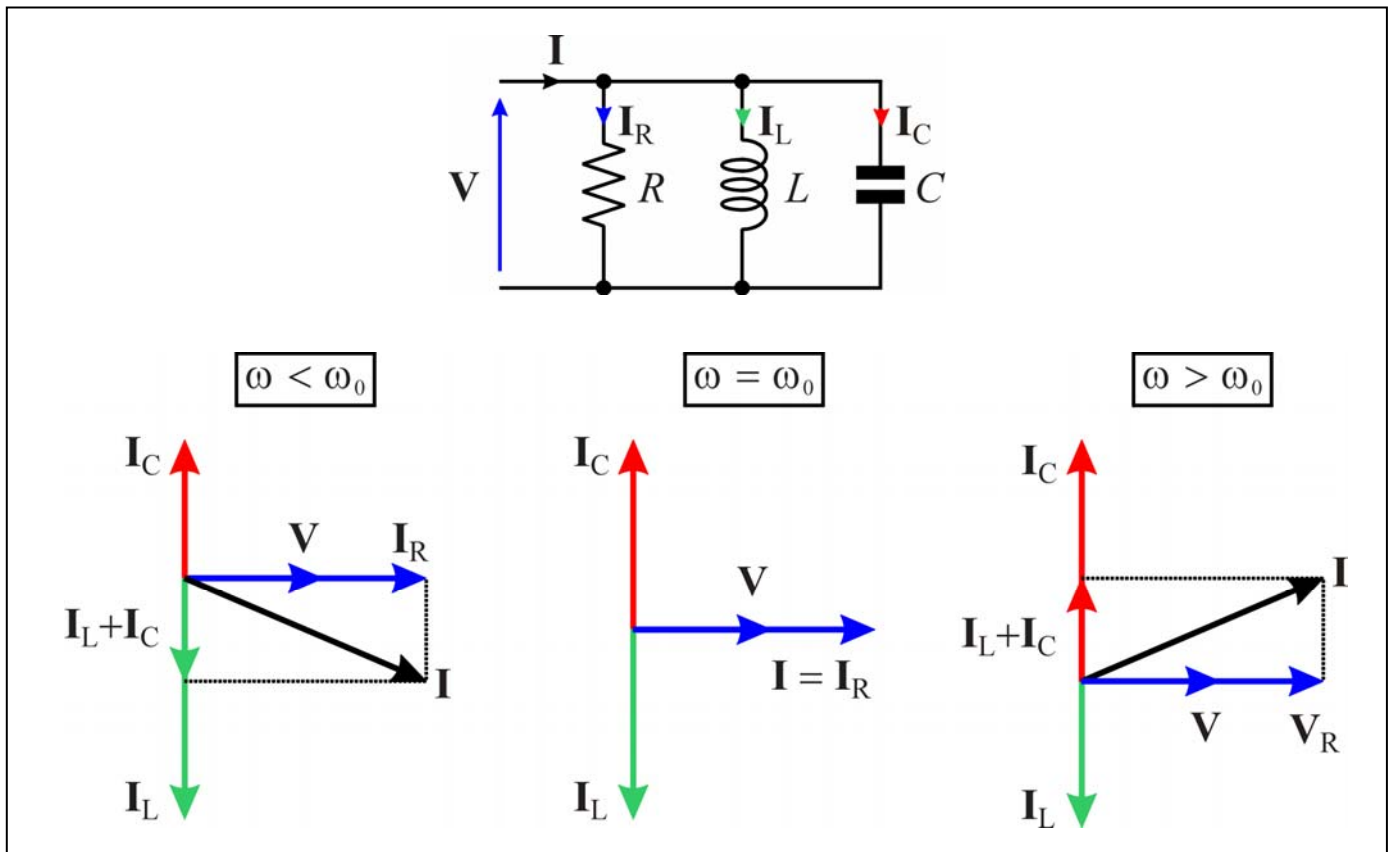 I
I_R I_L I_C
V R L C
ω < ω₀ ω = ω₀ ω > ω₀
I_C I_C I_C
V I_R V I
I_L+I_C I = I_R I_L+I_C
I V V_R
I_L I_L I_L